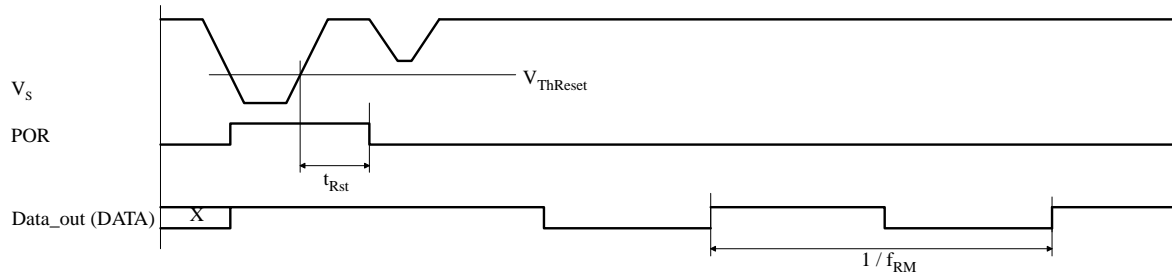 V_ThReset
V_S
POR
t_Rst
Data_out (DATA)
X
1 / f_RM